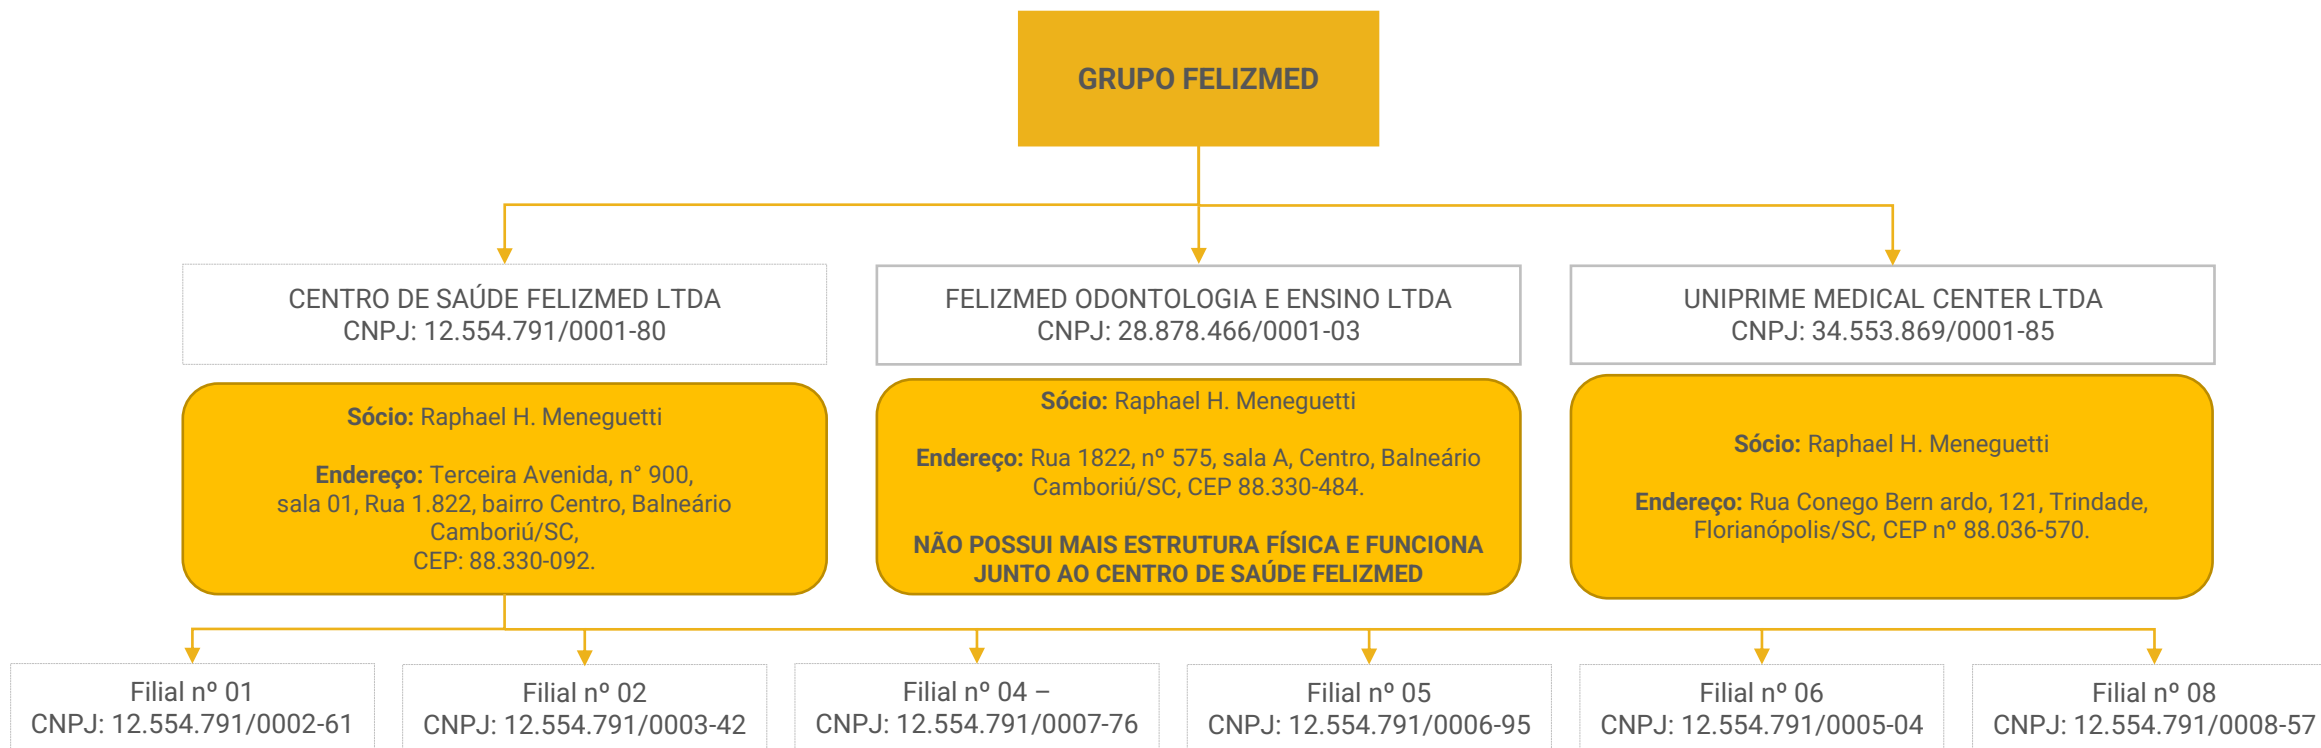 GRUPO FELIZMED
CENTRO DE SAÚDE FELIZMED LTDA
CNPJ: 12.554.791/0001-80
FELIZMED ODONTOLOGIA E ENSINO LTDA
CNPJ: 28.878.466/0001-03
UNIPRIME MEDICAL CENTER LTDA
CNPJ: 34.553.869/0001-85
Sócio: Raphael H. Meneguetti
Endereço: Terceira Avenida, n° 900,
sala 01, Rua 1.822, bairro Centro, Balneário
Camboriú/SC,
CEP: 88.330-092.
Sócio: Raphael H. Meneguetti
Endereço: Rua 1822, nº 575, sala A, Centro, Balneário
Camboriú/SC, CEP 88.330-484.
NÃO POSSUI MAIS ESTRUTURA FÍSICA E FUNCIONA
JUNTO AO CENTRO DE SAÚDE FELIZMED
Sócio: Raphael H. Meneguetti
Endereço: Rua Conego Bern ardo, 121, Trindade,
Florianópolis/SC, CEP nº 88.036-570.
Filial nº 01
CNPJ: 12.554.791/0002-61
Filial nº 02
CNPJ: 12.554.791/0003-42
Filial nº 04 –
CNPJ: 12.554.791/0007-76
Filial nº 05
CNPJ: 12.554.791/0006-95
Filial nº 06
CNPJ: 12.554.791/0005-04
Filial nº 08
CNPJ: 12.554.791/0008-57